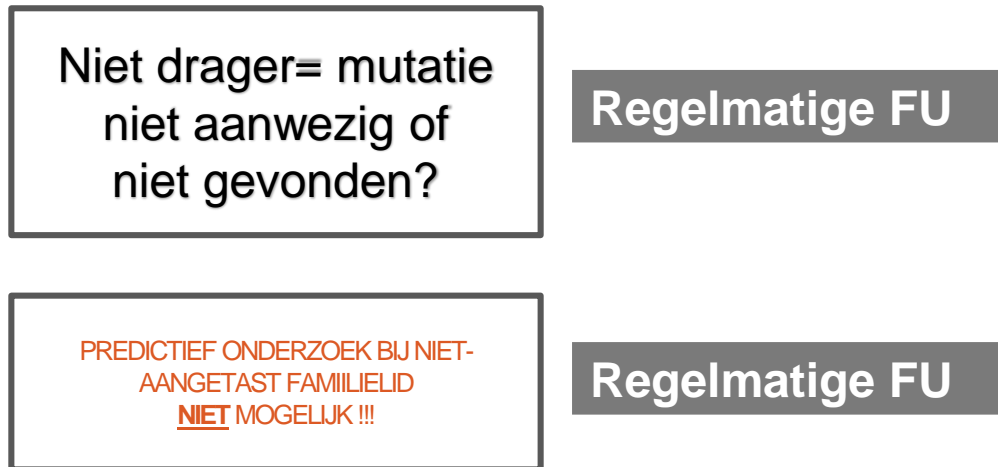 Niet drager= mutatie
niet aanwezig of
niet gevonden?
Regelmatige FU
PREDICTIEF ONDERZOEK BIJ NIET-
AANGETAST FAMIILIELID
NIET MOGELIJK !!!
Regelmatige FU